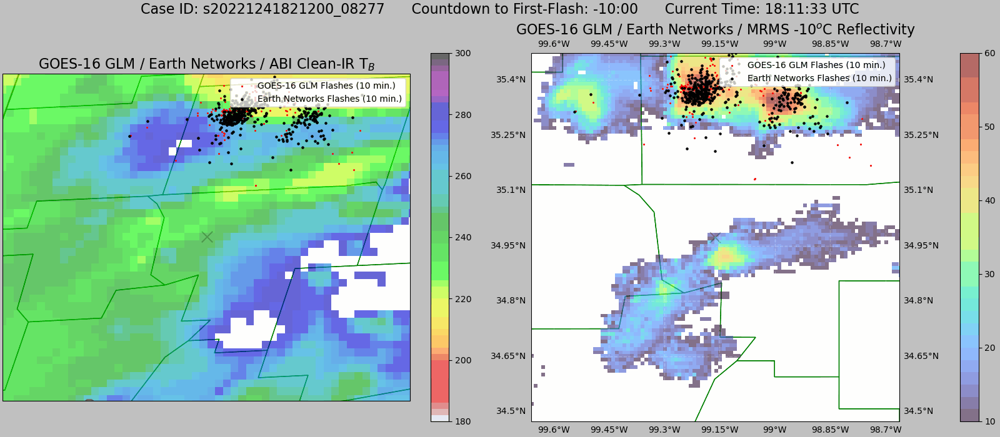 Case ID: s20221241821200_08277 Countdown to First-Flash: -10:00 Current Time: 18:11:33 UTC
GOES-16 GLM / Earth Networks / ABI Clean-IR T_B
GOES-16 GLM Flashes (10 min.)
Earth Networks Flashes (10 min.)
300
280
260
240
220
200
180
GOES-16 GLM / Earth Networks / MRMS -10°C Reflectivity
99.6°W 99.45°W 99.3°W 99.15°W 99°W 98.85°W 98.7°W
GOES-16 GLM Flashes (10 min.)
Earth Networks Flashes (10 min.)
35.4°N 35.4°N
35.25°N 35.25°N
35.1°N 35.1°N
34.95°N 34.95°N
34.8°N 34.8°N
34.65°N 34.65°N
34.5°N 34.5°N
99.6°W 99.45°W 99.3°W 99.15°W 99°W 98.85°W 98.7°W
60
50
40
30
20
10